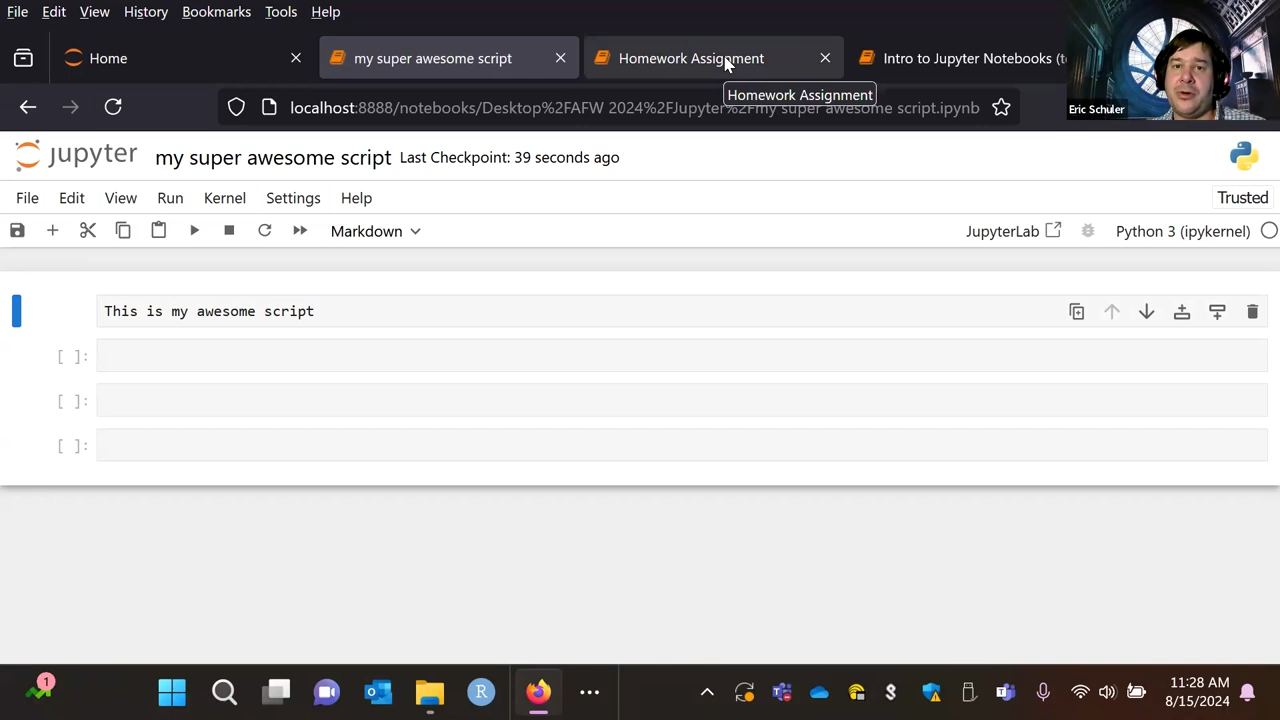 File Edit View History Bookmarks Tools Help
Home my super awesome script Homework Assignment Intro to Jupyter Notebooks (t
localhost:8888/notebooks/Desktop%2FAFW 2024%2FJupyter%2Fmy super awesome script.ipynb
Homework Assignment
Eric Schuler
jupyter my super awesome script Last Checkpoint: 39 seconds ago
File Edit View Run Kernel Settings Help Trusted
Markdown JupyterLab Python 3 (ipykernel)
This is my awesome script
[ ]:
[ ]:
[ ]:
1 R S 11:28 AM
8/15/2024